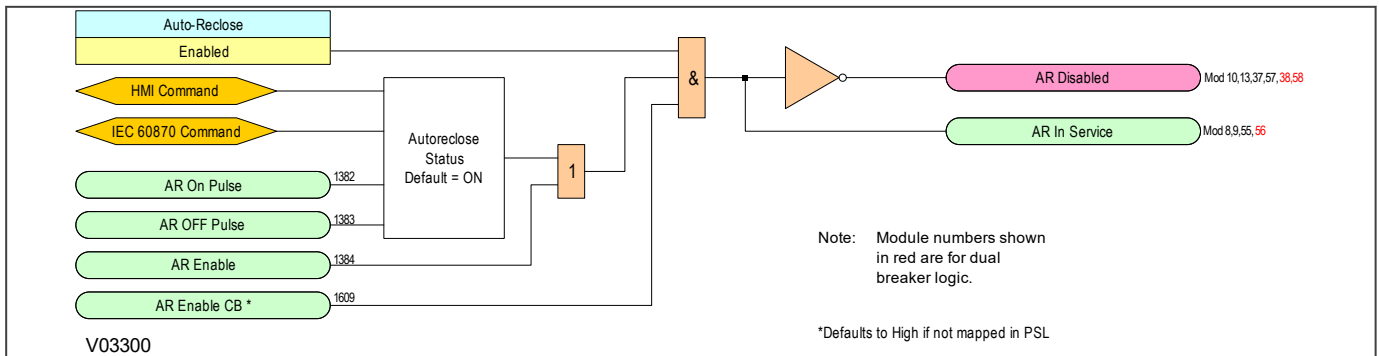 Auto-Reclose
Enabled
HMI Command
IEC 60870 Command
AR On Pulse
1382
AR OFF Pulse
1383
AR Enable
1384
AR Enable CB *
1609
Autoreclose
Status
Default = ON
1
&
AR Disabled
Mod 10,13,37,57, 38,58
AR In Service
Mod 8,9,55, 56
Note: Module numbers shown
in red are for dual
breaker logic.
*Defaults to High if not mapped in PSL
V03300